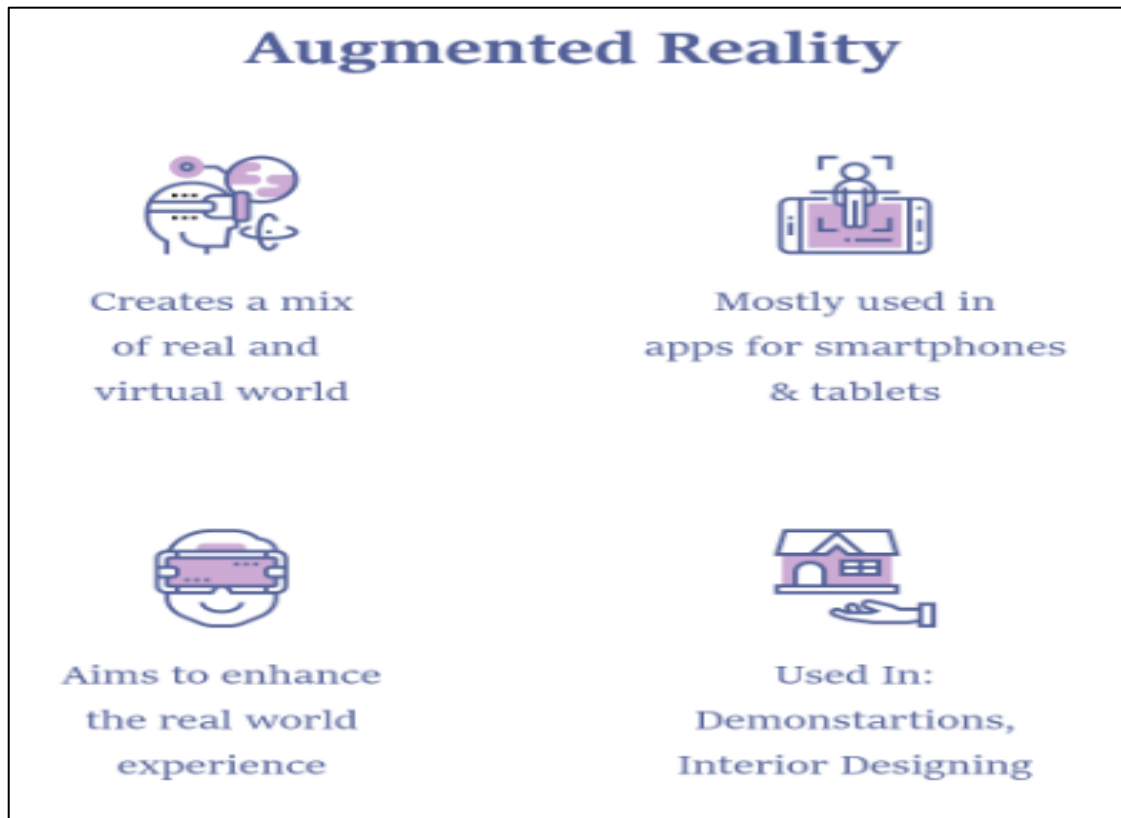 Augmented Reality
Creates a mix
of real and
virtual world
Mostly used in
apps for smartphones
& tablets
Aims to enhance
the real world
experience
Used In:
Demonstartions,
Interior Designing